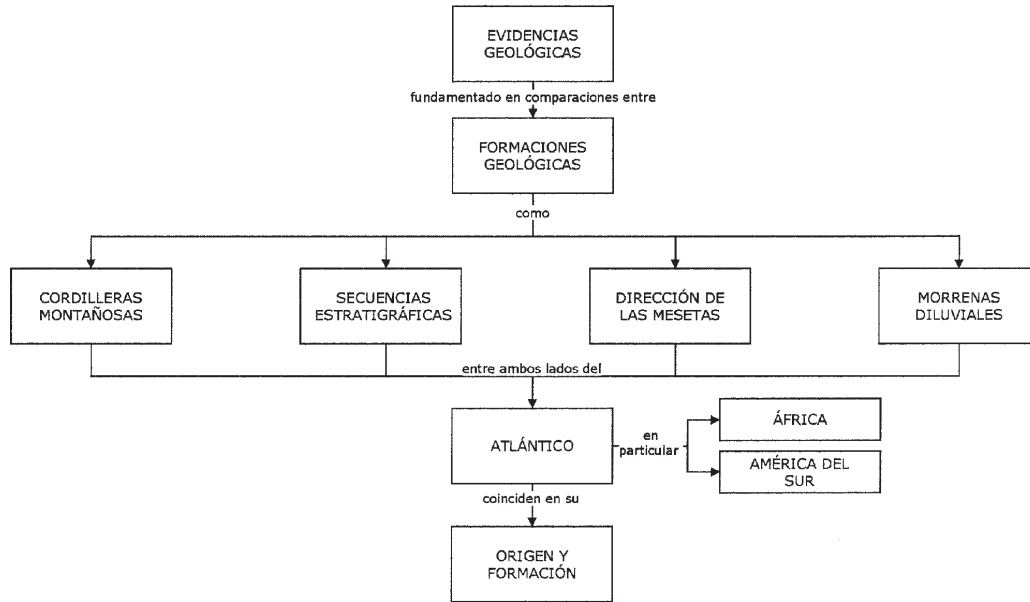 EVIDENCIAS
GEOLÓGICAS
fundamentado en comparaciones entre
FORMACIONES
GEOLÓGICAS
como
CORDILLERAS
MONTAÑOSAS
SECUENCIAS
ESTRATIGRÁFICAS
DIRECCIÓN DE
LAS MESETAS
MORRENAS
DILUVIALES
entre ambos lados del
ATLÁNTICO
en
particular
ÁFRICA
AMÉRICA DEL
SUR
coinciden en su
ORIGEN Y
FORMACIÓN